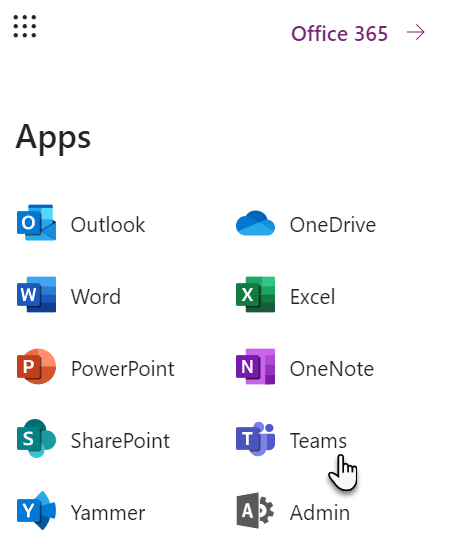 Office 365 →
Apps
Outlook OneDrive
Word Excel
PowerPoint OneNote
SharePoint Teams
Yammer Admin